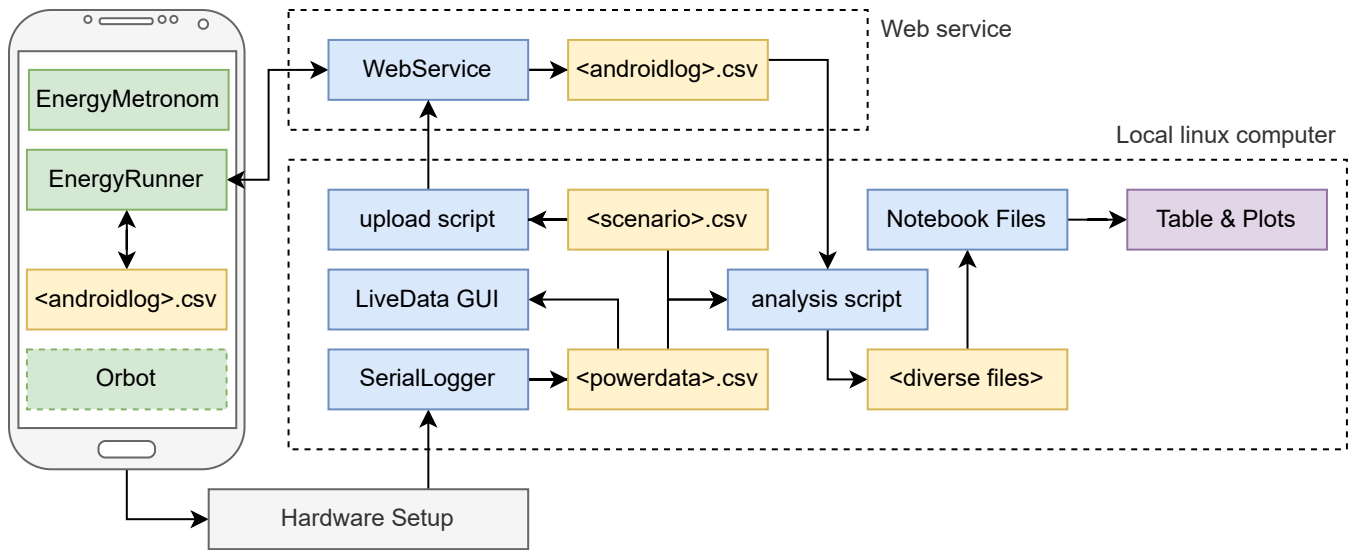 EnergyMetronom
EnergyRunner
<androidlog>.csv
Orbot
Hardware Setup
Web service
WebService
<androidlog>.csv
Local linux computer
upload script
<scenario>.csv
Notebook Files
Table & Plots
LiveData GUI
analysis script
SerialLogger
<powerdata>.csv
<diverse files>